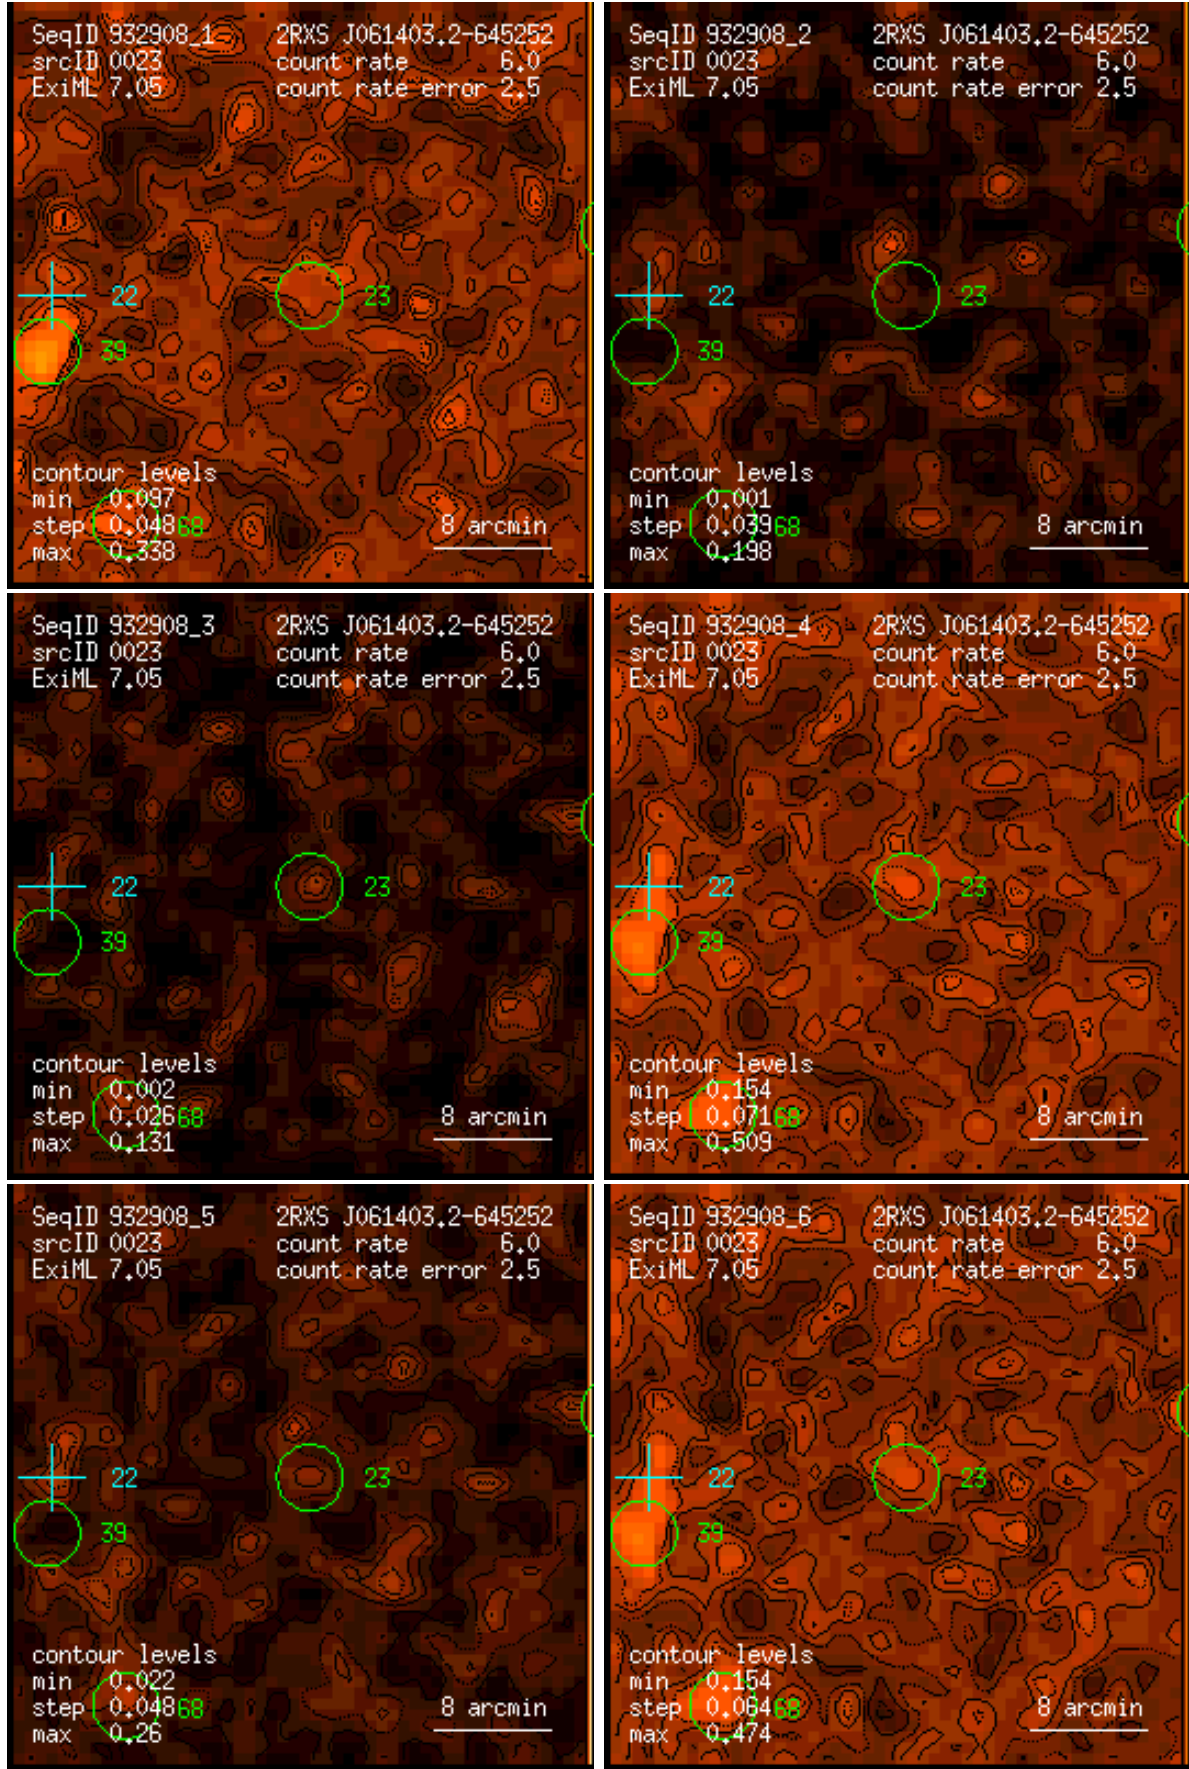 SeqID 932908_1 2RXS J061403.2-645252
srcID 0023 count rate 6.0
ExiML 7.05 count rate error 2.5
22
23
39
contour levels
min 0.097
step 0.048 68 8 arcmin
max 0.338
SeqID 932908_2 2RXS J061403.2-645252
srcID 0023 count rate 6.0
ExiML 7.05 count rate error 2.5
22
23
39
contour levels
min 0.001
step 0.039 68 8 arcmin
max 0.198
SeqID 932908_3 2RXS J061403.2-645252
srcID 0023 count rate 6.0
ExiML 7.05 count rate error 2.5
22
23
39
contour levels
min 0.002
step 0.026 68 8 arcmin
max 0.131
SeqID 932908_4 2RXS J061403.2-645252
srcID 0023 count rate 6.0
ExiML 7.05 count rate error 2.5
22
23
39
contour levels
min 0.154
step 0.071 68 8 arcmin
max 0.509
SeqID 932908_5 2RXS J061403.2-645252
srcID 0023 count rate 6.0
ExiML 7.05 count rate error 2.5
22
23
39
contour levels
min 0.022
step 0.048 68 8 arcmin
max 0.26
SeqID 932908_6 2RXS J061403.2-645252
srcID 0023 count rate 6.0
ExiML 7.05 count rate error 2.5
22
23
39
contour levels
min 0.154
step 0.064 68 8 arcmin
max 0.474